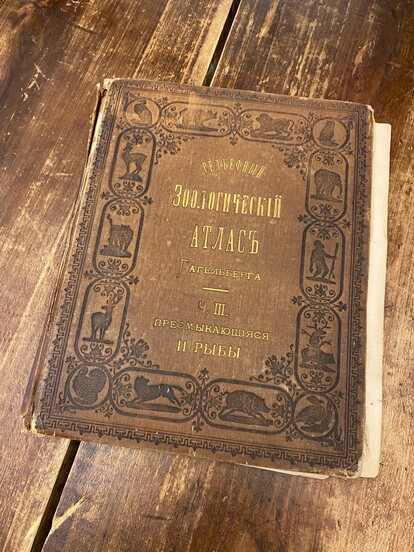 РЕЛЬЕФНЫЙ
ЗООЛОГИЧЕСКІЙ
АТЛАСЪ
ГАГЕЛЬБЕРГА
Ч. III.
ПРЕСМЫКАЮЩІЯСЯ
И РЫБЫ